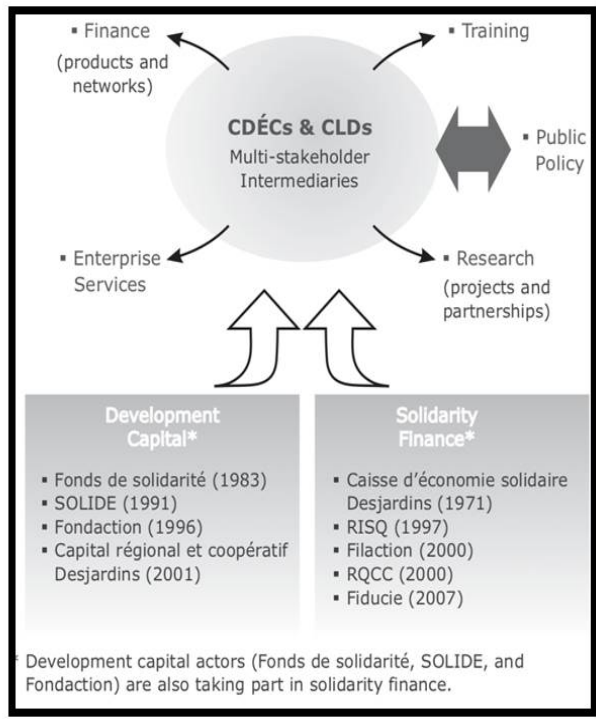 ▪ Finance
(products and
networks)
▪ Training
CDÉCs & CLDs
Multi-stakeholder
Intermediaries
▪ Public
Policy
▪ Enterprise
Services
▪ Research
(projects and
partnerships)
Development
Capital*
▪ Fonds de solidarité (1983)
▪ SOLIDE (1991)
▪ Fondaction (1996)
▪ Capital régional et coopératif
Desjardins (2001)
Solidarity
Finance*
▪ Caisse d'économie solidaire
Desjardins (1971)
▪ RISQ (1997)
▪ Filaction (2000)
▪ RQCC (2000)
▪ Fiducie (2007)
* Development capital actors (Fonds de solidarité, SOLIDE, and
Fondaction) are also taking part in solidarity finance.